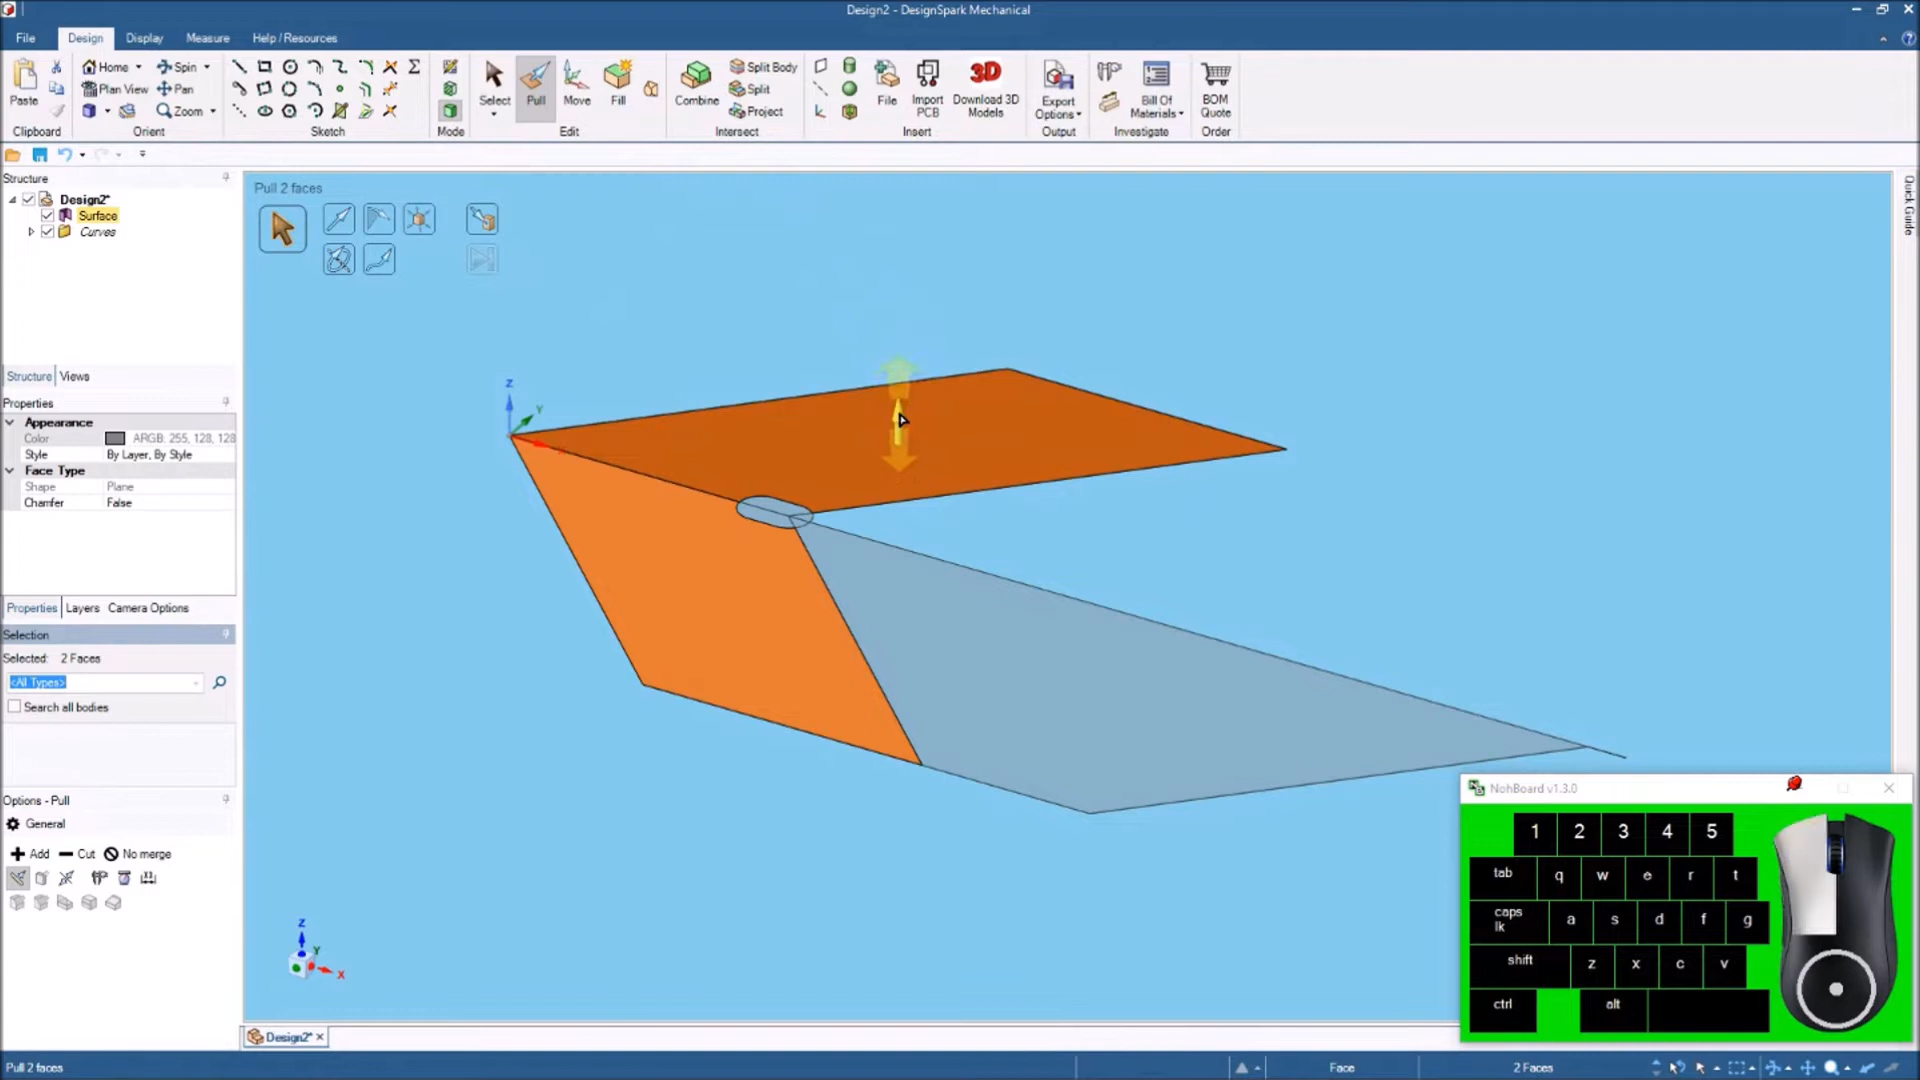 Design2 - DesignSpark Mechanical
File Design Display Measure Help / Resources
Paste
Home Spin
Plan View Pan
Zoom
Select Pull Move Fill
Combine
Split Body
Split
Project
File
Import PCB
Download 3D Models
Export Options
Bill Of Materials
BOM Quote
3D
Clipboard Orient Sketch Mode Edit Intersect Insert Output Investigate Order
Structure
Design2*
Surface
Curves
Structure Views
Properties
Appearance
Color ARGB: 255, 128, 128
Style By Layer, By Style
Face Type
Shape Plane
Chamfer False
Properties Layers Camera Options
Selection
Selected: 2 Faces
<All Types>
Search all bodies
Options - Pull
General
Add Cut No merge
Pull 2 faces
Quick Guide
Z
Y
Z
Y
X
NohBoard v1.3.0
1 2 3 4 5
tab q w e r t
caps lk a s d f g
shift z x c v
ctrl alt
Design2*
Pull 2 faces Face 2 Faces